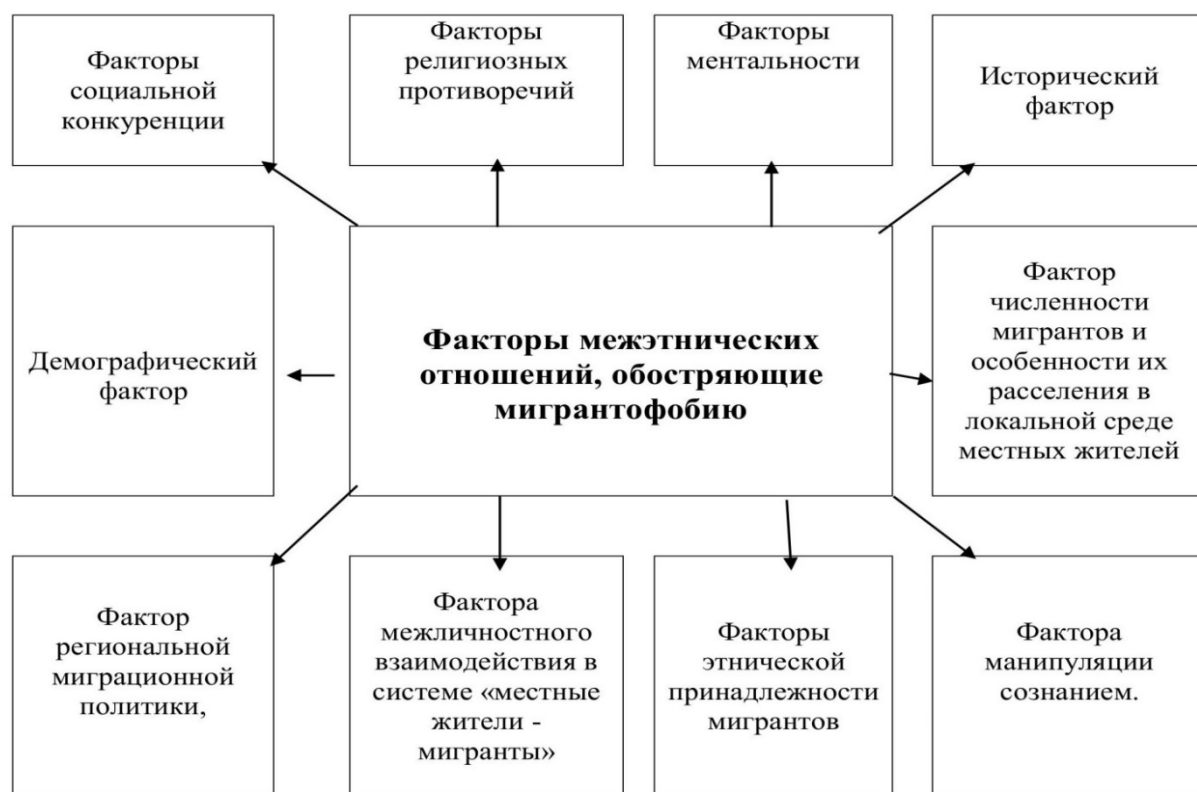 Факторы
социальной
конкуренции
Факторы
религиозных
противоречий
Факторы
ментальности
Исторический
фактор
Демографический
фактор
Факторы межэтнических
отношений, обостряющие
мигрантофобию
Фактор
численности
мигрантов и
особенности их
расселения в
локальной среде
местных жителей
Фактор
региональной
миграционной
политики,
Фактора
межличностного
взаимодействия в
системе «местные
жители -
мигранты»
Факторы
этнической
принадлежности
мигрантов
Фактора
манипуляции
сознанием.